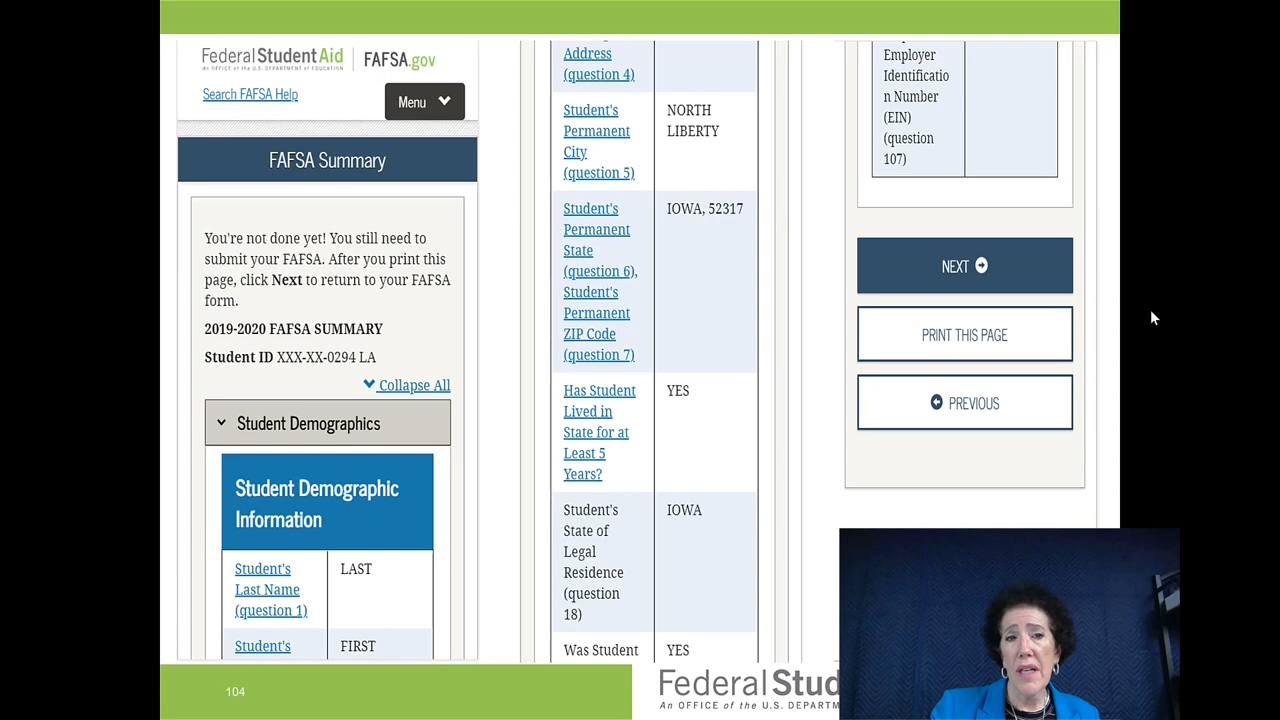 FederalStudentAid
An OFFICE of the U.S. DEPARTMENT of EDUCATION
FAFSA.gov
Search FAFSA Help
Menu
FAFSA Summary
You're not done yet! You still need to
submit your FAFSA. After you print this
page, click Next to return to your FAFSA
form.
2019-2020 FAFSA SUMMARY
Student ID XXX-XX-0294 LA
Collapse All
Student Demographics
Student Demographic
Information
Student's
Last Name
(question 1)
LAST
Student's
FIRST
Address
(question 4)
Student's
Permanent
City
(question 5)
NORTH
LIBERTY
Student's
Permanent
State
(question 6),
Student's
Permanent
ZIP Code
(question 7)
IOWA, 52317
Has Student
Lived in
State for at
Least 5
Years?
YES
Student's
State of
Legal
Residence
(question
18)
IOWA
Was Student
YES
Employer
Identificatio
n Number
(EIN)
(question
107)
NEXT
PRINT THIS PAGE
PREVIOUS
104
Federal Stud
An OFFICE of the U.S. DEPARTM